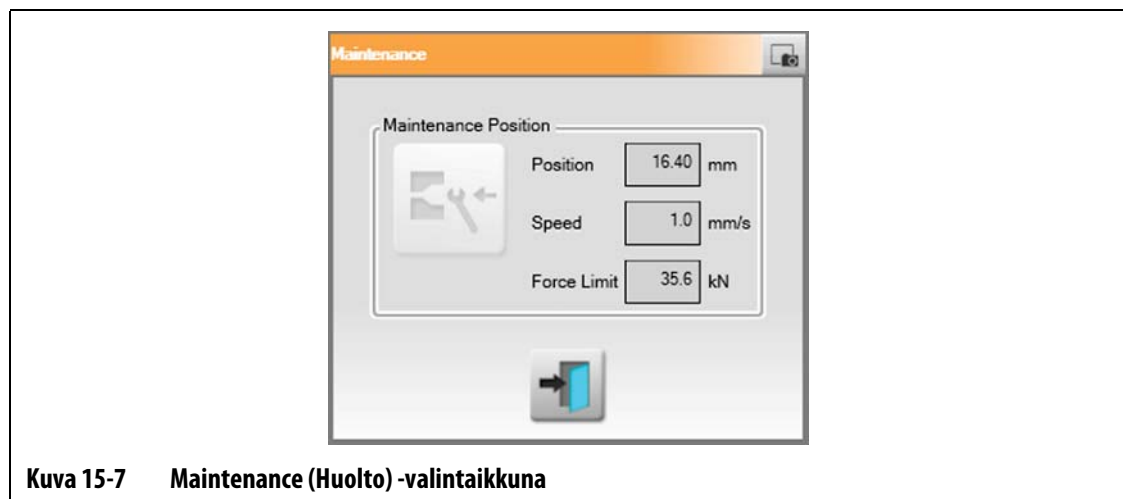 Maintenance
Maintenance Position
Position 16.40 mm
Speed 1.0 mm/s
Force Limit 35.6 kN
Kuva 15-7 Maintenance (Huolto) -valintaikkuna